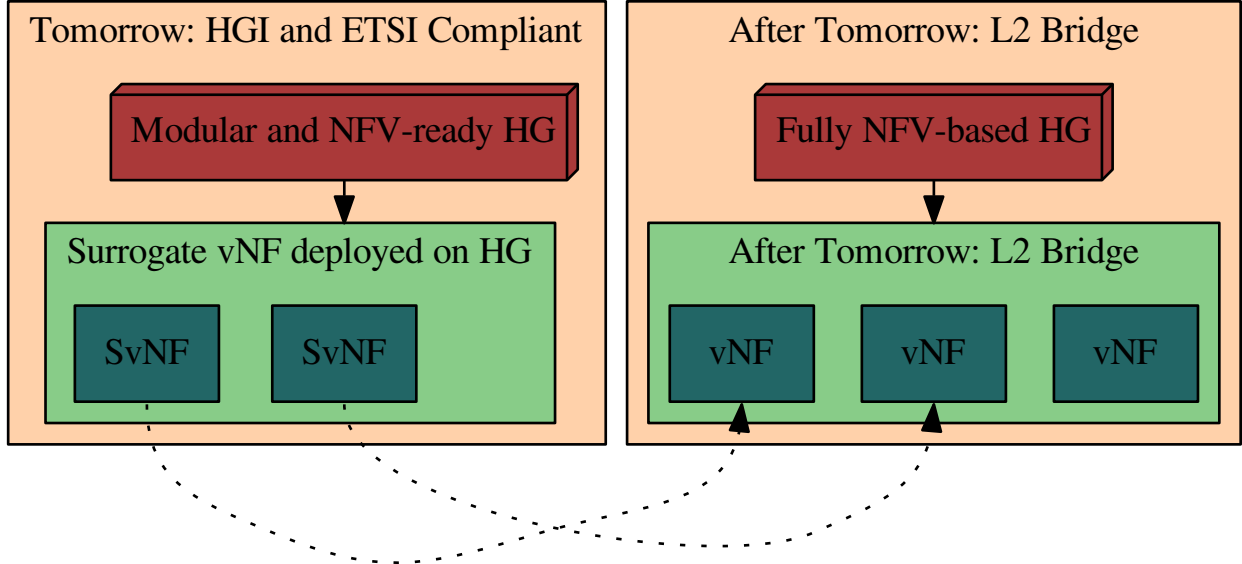 Tomorrow: HGI and ETSI Compliant
Modular and NFV-ready HG
Surrogate vNF deployed on HG
SvNF
SvNF
After Tomorrow: L2 Bridge
Fully NFV-based HG
After Tomorrow: L2 Bridge
vNF
vNF
vNF